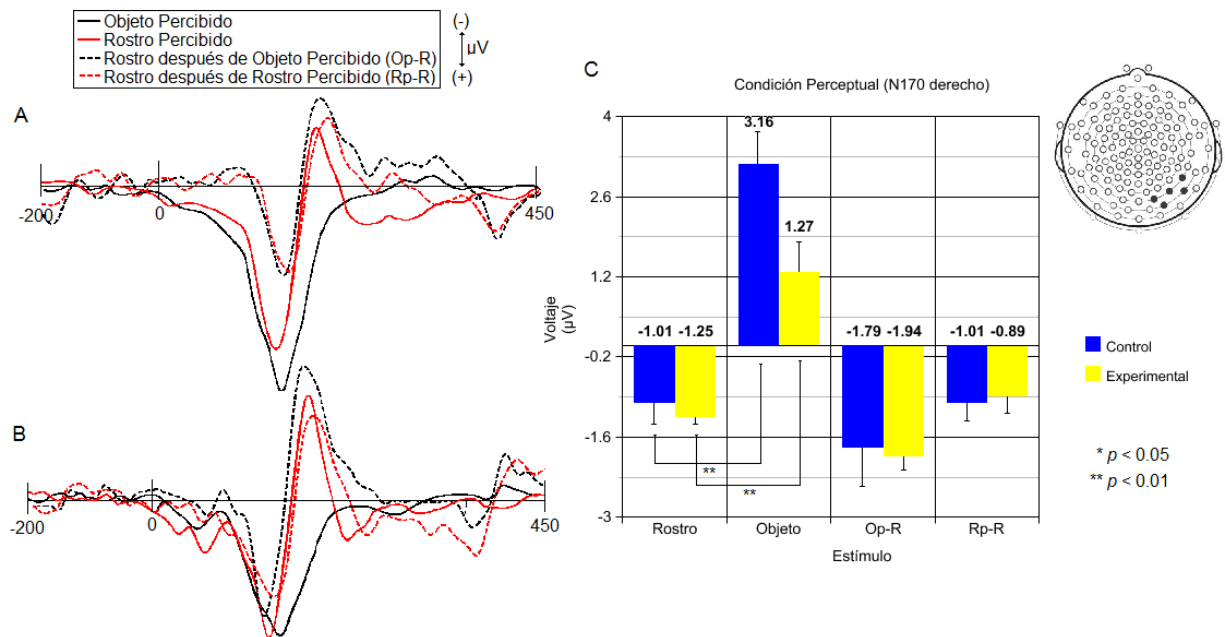 Objeto Percibido
Rostro Percibido
Rostro después de Objeto Percibido (Op-R)
Rostro después de Rostro Percibido (Rp-R)
(-)
µV
(+)
A
-200
0
450
B
-200
0
450
C
Condición Perceptual (N170 derecho)
Voltaje
(µV)
4
2.6
1.2
-0.2
-1.6
-3
3.16
1.27
-1.01 -1.25
-1.79 -1.94
-1.01 -0.89
**
**
Rostro Objeto Op-R Rp-R
Estímulo
Control
Experimental
* p < 0.05
** p < 0.01